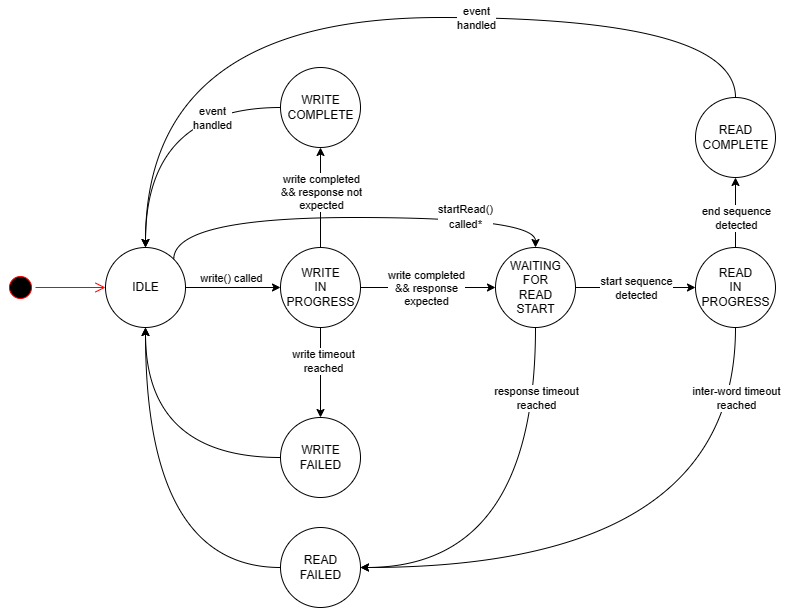 event
handled
WRITE
COMPLETE
event
handled
READ
COMPLETE
write completed
&& response not
expected
startRead()
called*
end sequence
detected
IDLE
write() called
WRITE
IN
PROGRESS
write completed
&& response
expected
WAITING
FOR
READ
START
start sequence
detected
READ
IN
PROGRESS
write timeout
reached
response timeout
reached
inter-word timeout
reached
WRITE
FAILED
READ
FAILED